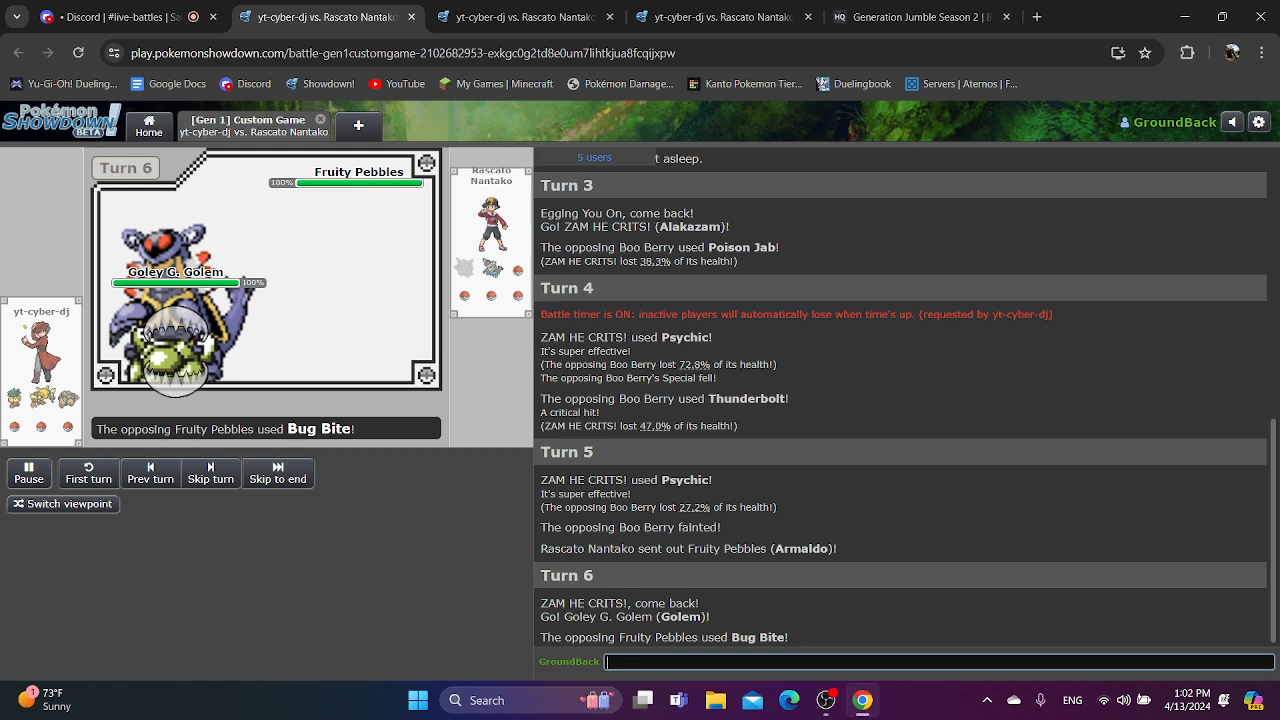 Discord | #live-battles | Sa
yt-cyber-dj vs. Rascato Nantako
yt-cyber-dj vs. Rascato Nantako
yt-cyber-dj vs. Rascato Nantako
HQ
Generation Jumble Season 2 | B
play.pokemonshowdown.com/battle-gen1customgame-2102682953-exkgc0g2td8e0um7lihtkjua8fcqijxpw
Yu-Gi-Oh! Dueling...
Google Docs
Discord
Showdown!
YouTube
My Games | Minecraft
Pokémon Damage...
Kanto Pokémon Tier...
Duelingbook
Servers | Aternos | F...
Pokémon
Showdown!
BETA
Home
[Gen 1] Custom Game
yt-cyber-dj vs. Rascato Nantako
GroundBack
5 users
t asleep.
Turn 6
Fruity Pebbles
100%
Rascato
Nantako
Goley G. Golem
100%
yt-cyber-dj
The opposing Fruity Pebbles used Bug Bite!
Pause
First turn
Prev turn
Skip turn
Skip to end
Switch viewpoint
Turn 3
Egging You On, come back!
Go! ZAM HE CRITS! (Alakazam)!
The opposing Boo Berry used Poison Jab!
(ZAM HE CRITS! lost 36.3% of its health!)
Turn 4
Battle timer is ON: inactive players will automatically lose when time's up. (requested by yt-cyber-dj)
ZAM HE CRITS! used Psychic!
It's super effective!
(The opposing Boo Berry lost 72.8% of its health!)
The opposing Boo Berry's Special fell!
The opposing Boo Berry used Thunderbolt!
A critical hit!
(ZAM HE CRITS! lost 47.0% of its health!)
Turn 5
ZAM HE CRITS! used Psychic!
It's super effective!
(The opposing Boo Berry lost 27.2% of its health!)
The opposing Boo Berry fainted!
Rascato Nantako sent out Fruity Pebbles (Armaldo)!
Turn 6
ZAM HE CRITS!, come back!
Go! Goley G. Golem (Golem)!
The opposing Fruity Pebbles used Bug Bite!
GroundBack
1
73°F
Sunny
Search
ENG
1:02 PM
4/13/2024
PRE